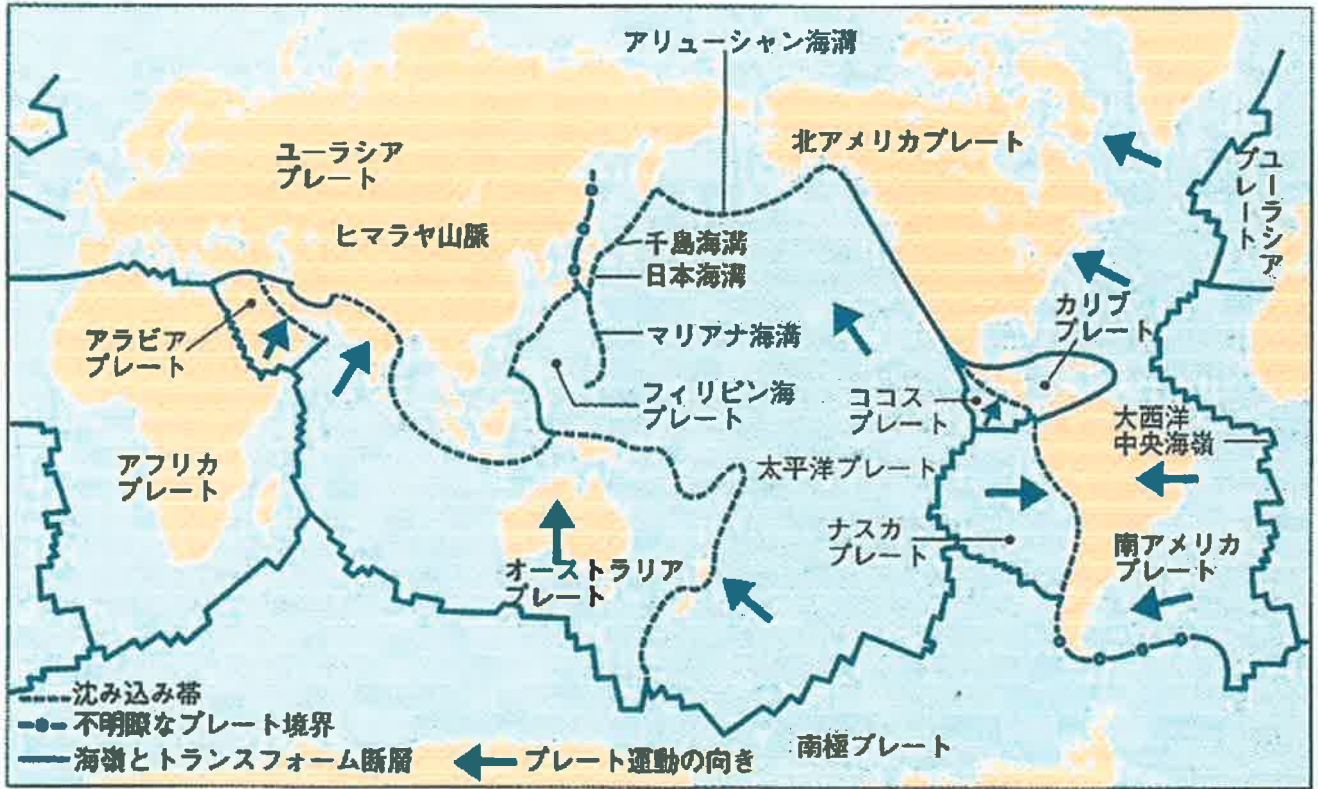 アリューシャン海溝
北アメリカプレート
ユーラシア
プレート
ユーラシア
プレート
ヒマラヤ山脈
千島海溝
日本海溝
カリブ
プレート
アラビア
プレート
マリアナ海溝
フィリピン海
プレート
ココス
プレート
大西洋
中央海嶺
アフリカ
プレート
太平洋プレート
ナスカ
プレート
南アメリカ
プレート
オーストラリア
プレート
沈み込み帯
不明瞭なプレート境界
海嶺とトランスフォーム断層
プレート運動の向き
南極プレート